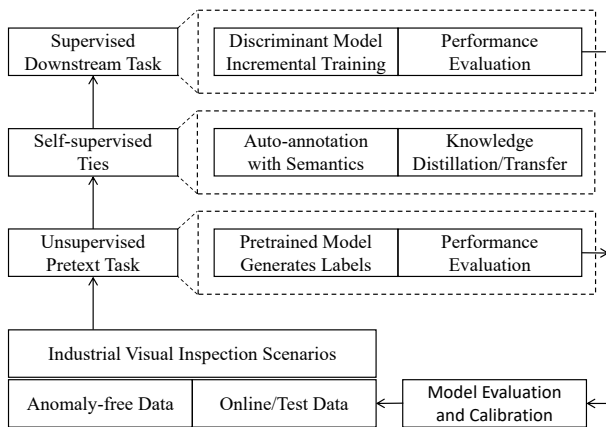 Supervised
Downstream Task
Discriminant Model
Incremental Training
Performance
Evaluation
Self-supervised
Ties
Auto-annotation
with Semantics
Knowledge
Distillation/Transfer
Unsupervised
Pretext Task
Pretrained Model
Generates Labels
Performance
Evaluation
Industrial Visual Inspection Scenarios
Anomaly-free Data
Online/Test Data
Model Evaluation
and Calibration